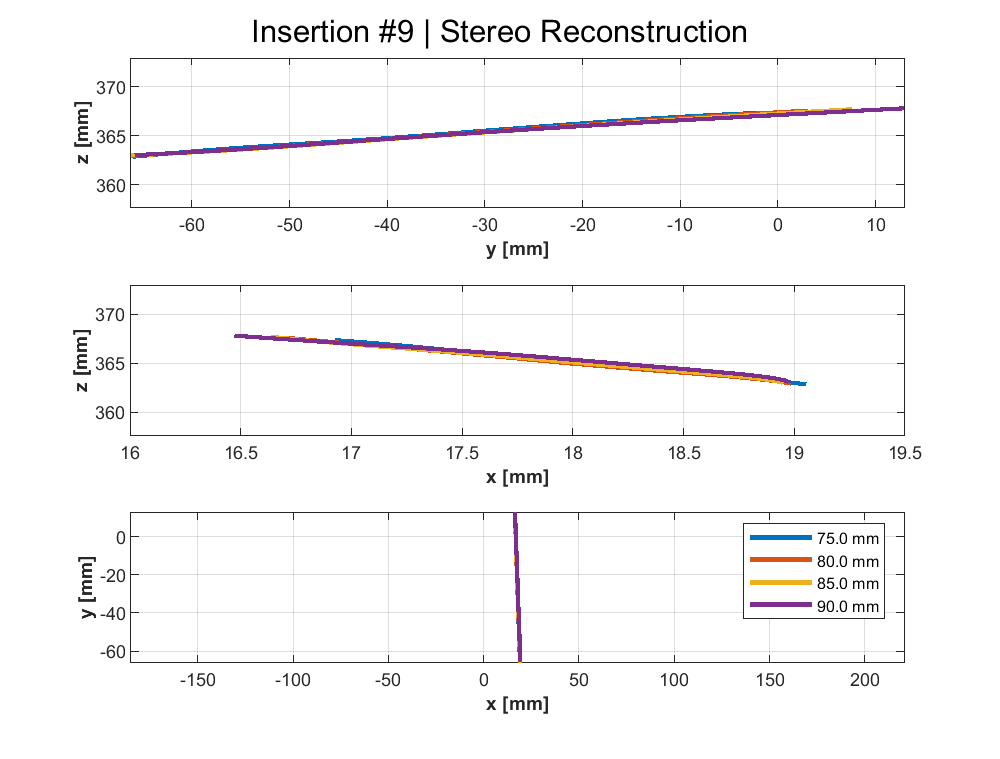 Insertion #9 | Stereo Reconstruction
370
365
360
z [mm]
-60 -50 -40 -30 -20 -10 0 10
y [mm]
370
365
360
z [mm]
16 16.5 17 17.5 18 18.5 19 19.5
x [mm]
0
-20
-40
-60
y [mm]
75.0 mm
80.0 mm
85.0 mm
90.0 mm
-150 -100 -50 0 50 100 150 200
x [mm]